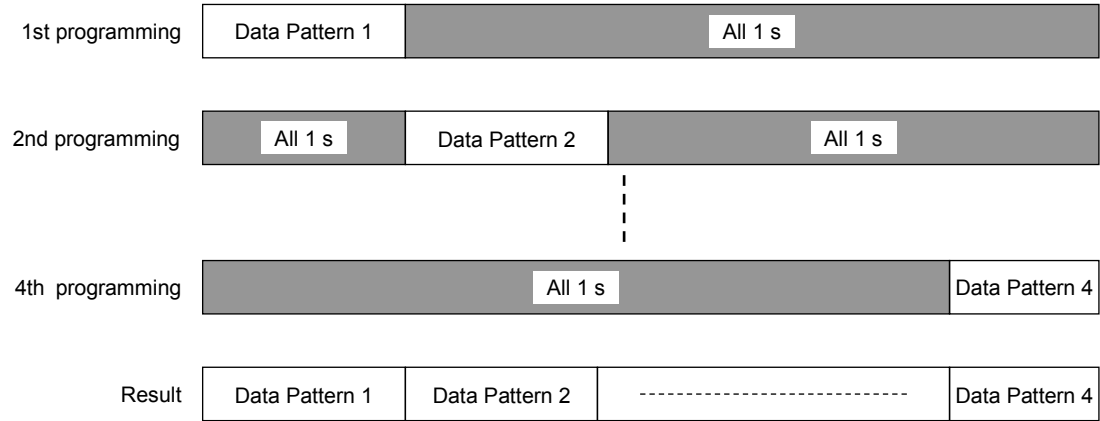 1st programming Data Pattern 1 All 1 s
2nd programming All 1 s Data Pattern 2 All 1 s
4th programming All 1 s Data Pattern 4
Result Data Pattern 1 Data Pattern 2 Data Pattern 4